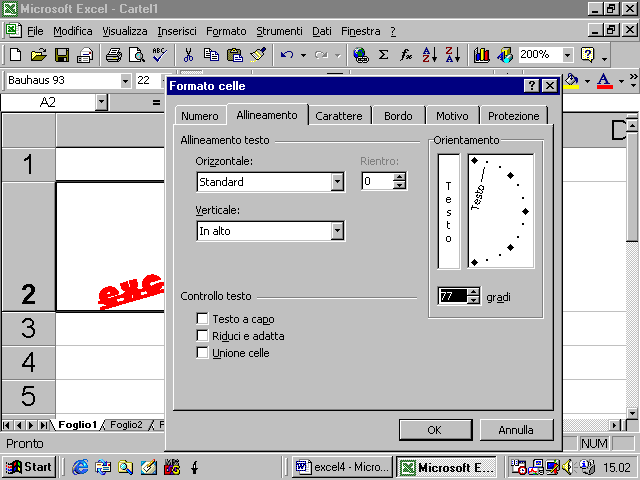 Microsoft Excel - Cartel1
File Modifica Visualizza Inserisci Formato Strumenti Dati Finestra ?
ABC Σ fx A Z Z A 200% ?
Bauhaus 93 22 A
A2 =
Formato celle
Numero Allineamento Carattere Bordo Motivo Protezione
Allineamento testo
Orizzontale: Rientro:
Standard 0
Verticale:
In alto
Orientamento
T
e
s
t
o
Testo
77 gradi
Controllo testo
Testo a capo
Riduci e adatta
Unione celle
OK Annulla
D
1
2
3
4
5
Foglio1 Foglio2 F
Pronto NUM
Start excel4 - Micro... Microsoft E... 15.02